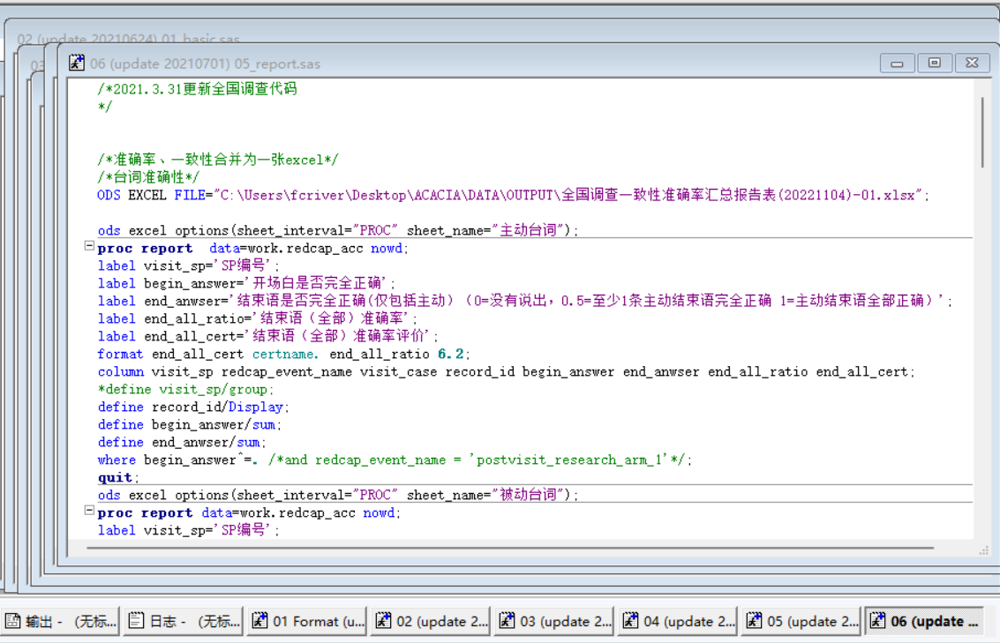 02 (update 20210624) 01_basic.sas
03
06 (update 20210701) 05_report.sas
/*2021.3.31更新全国调查代码
*/
/*准确率、一致性合并为一张excel*/
/*台词准确性*/
ODS EXCEL FILE="C:\Users\fcriver\Desktop\ACACIA\DATA\OUTPUT\全国调查一致性准确率汇总报告表(20221104)-01.xlsx";
ods excel options(sheet_interval="PROC" sheet_name="主动台词");
proc report  data=work.redcap_acc nowd;
label visit_sp='SP编号';
label begin_answer='开场白是否完全正确';
label end_anwser='结束语是否完全正确(仅包括主动）（0=没有说出，0.5=至少1条主动结束语完全正确 1=主动结束语全部正确）';
label end_all_ratio='结束语（全部）准确率';
label end_all_cert='结束语（全部）准确率评价';
format end_all_cert certname. end_all_ratio 6.2;
column visit_sp redcap_event_name visit_case record_id begin_answer end_anwser end_all_ratio end_all_cert;
*define visit_sp/group;
define record_id/Display;
define begin_answer/sum;
define end_anwser/sum;
where begin_answer^=. /*and redcap_event_name = 'postvisit_research_arm_1'*/;
quit;
ods excel options(sheet_interval="PROC" sheet_name="被动台词");
proc report data=work.redcap_acc nowd;
label visit_sp='SP编号';
输出 - （无标... 日志 - （无标... 01 Format (u... 02 (update 2... 03 (update 2... 04 (update 2... 05 (update 2... 06 (update ...